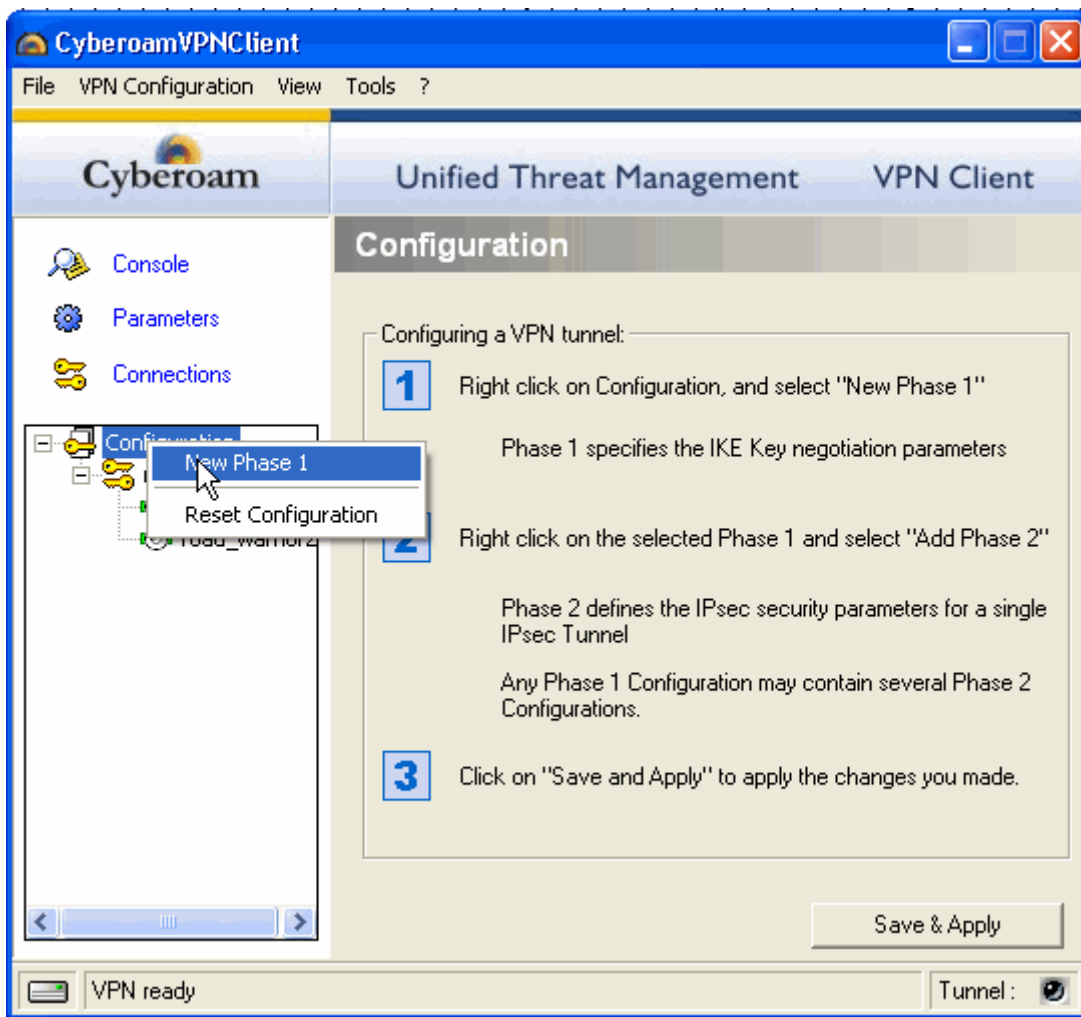 CyberoamVPNClient
File VPN Configuration View Tools ?
Cyberoam
Unified Threat Management VPN Client
Console
Parameters
Connections
Configuration
New Phase 1
Reset Configuration
road_warrior2
Configuration
Configuring a VPN tunnel:
1 Right click on Configuration, and select "New Phase 1"
Phase 1 specifies the IKE Key negotiation parameters
2 Right click on the selected Phase 1 and select "Add Phase 2"
Phase 2 defines the IPsec security parameters for a single
IPsec Tunnel
Any Phase 1 Configuration may contain several Phase 2
Configurations.
3 Click on "Save and Apply" to apply the changes you made.
Save & Apply
VPN ready
Tunnel :